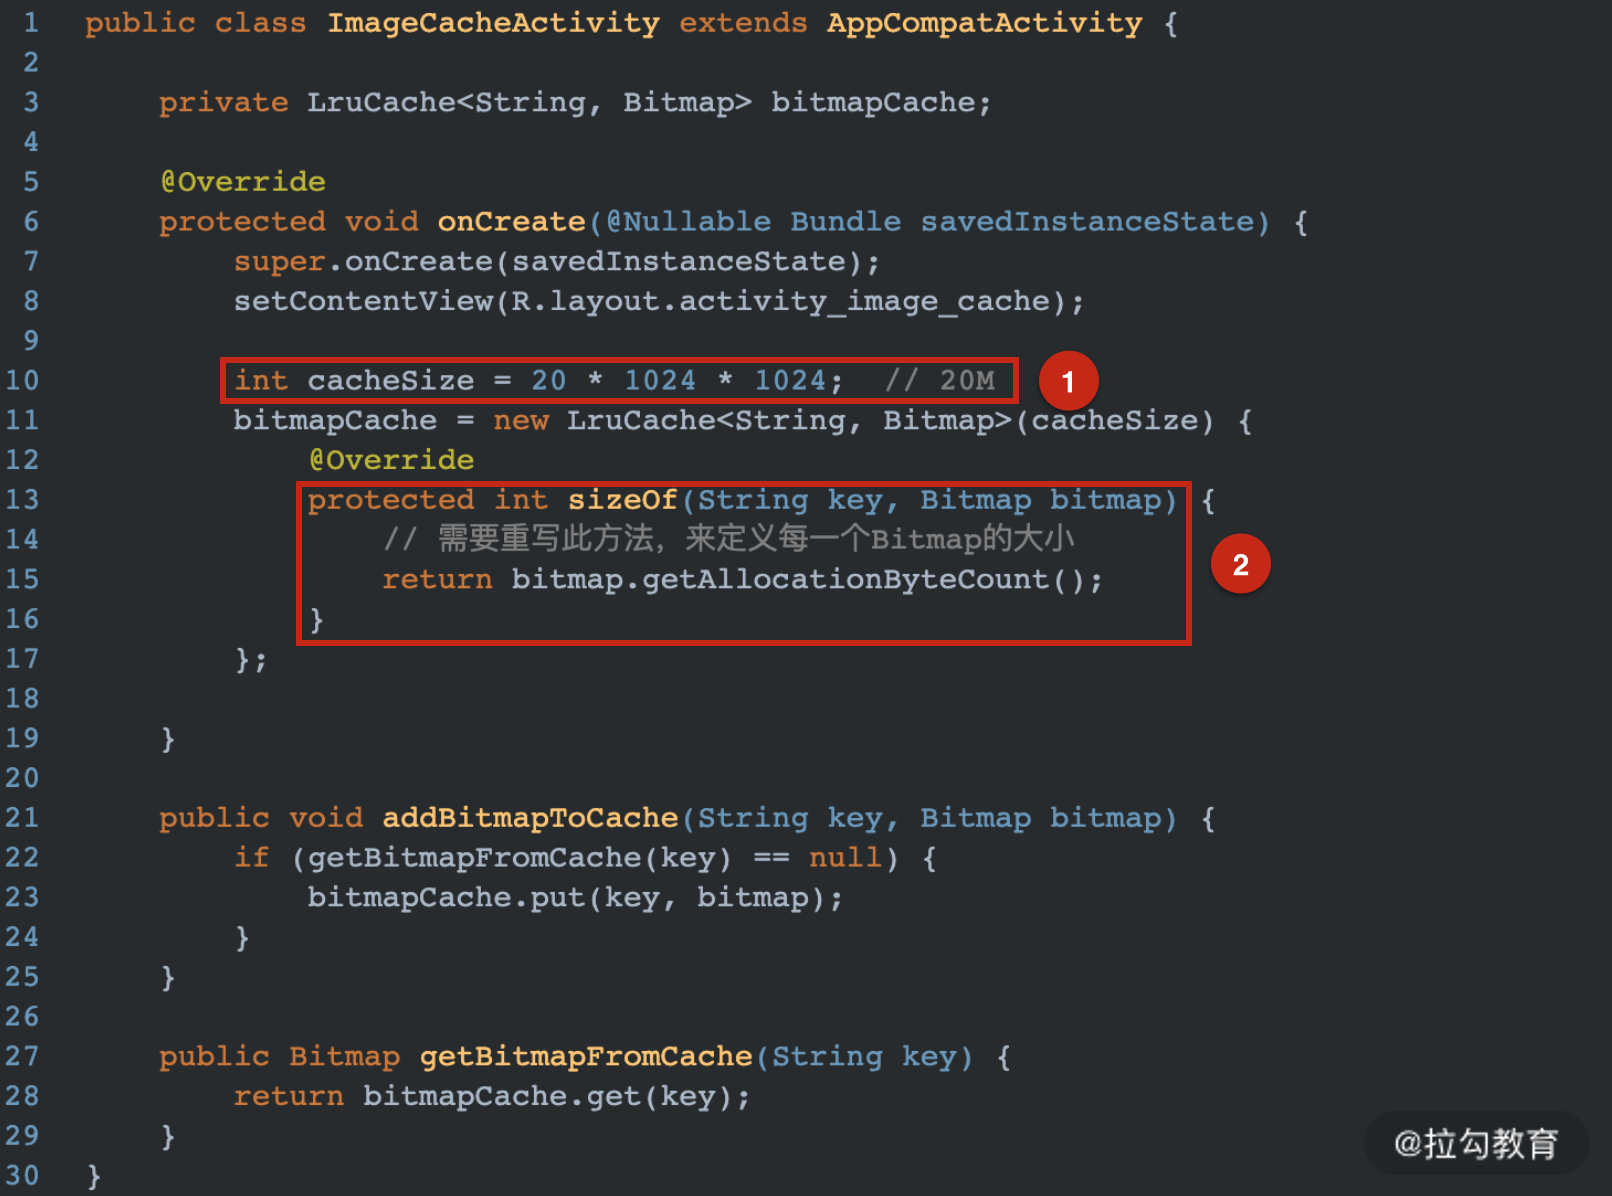 1 public class ImageCacheActivity extends AppCompatActivity {
2
3 private LruCache<String, Bitmap> bitmapCache;
4
5 @Override
6 protected void onCreate(@Nullable Bundle savedInstanceState) {
7 super.onCreate(savedInstanceState);
8 setContentView(R.layout.activity_image_cache);
9
10 int cacheSize = 20 * 1024 * 1024;  // 20M 1
11 bitmapCache = new LruCache<String, Bitmap>(cacheSize) {
12 @Override
13 protected int sizeOf(String key, Bitmap bitmap) {
14 // 需要重写此方法，来定义每一个Bitmap的大小
2
15 return bitmap.getAllocationByteCount();
16 }
17 };
18
19 }
20
21 public void addBitmapToCache(String key, Bitmap bitmap) {
22 if (getBitmapFromCache(key) == null) {
23 bitmapCache.put(key, bitmap);
24 }
25 }
26
27 public Bitmap getBitmapFromCache(String key) {
28 return bitmapCache.get(key);
29 }
@拉勾教育
30 }